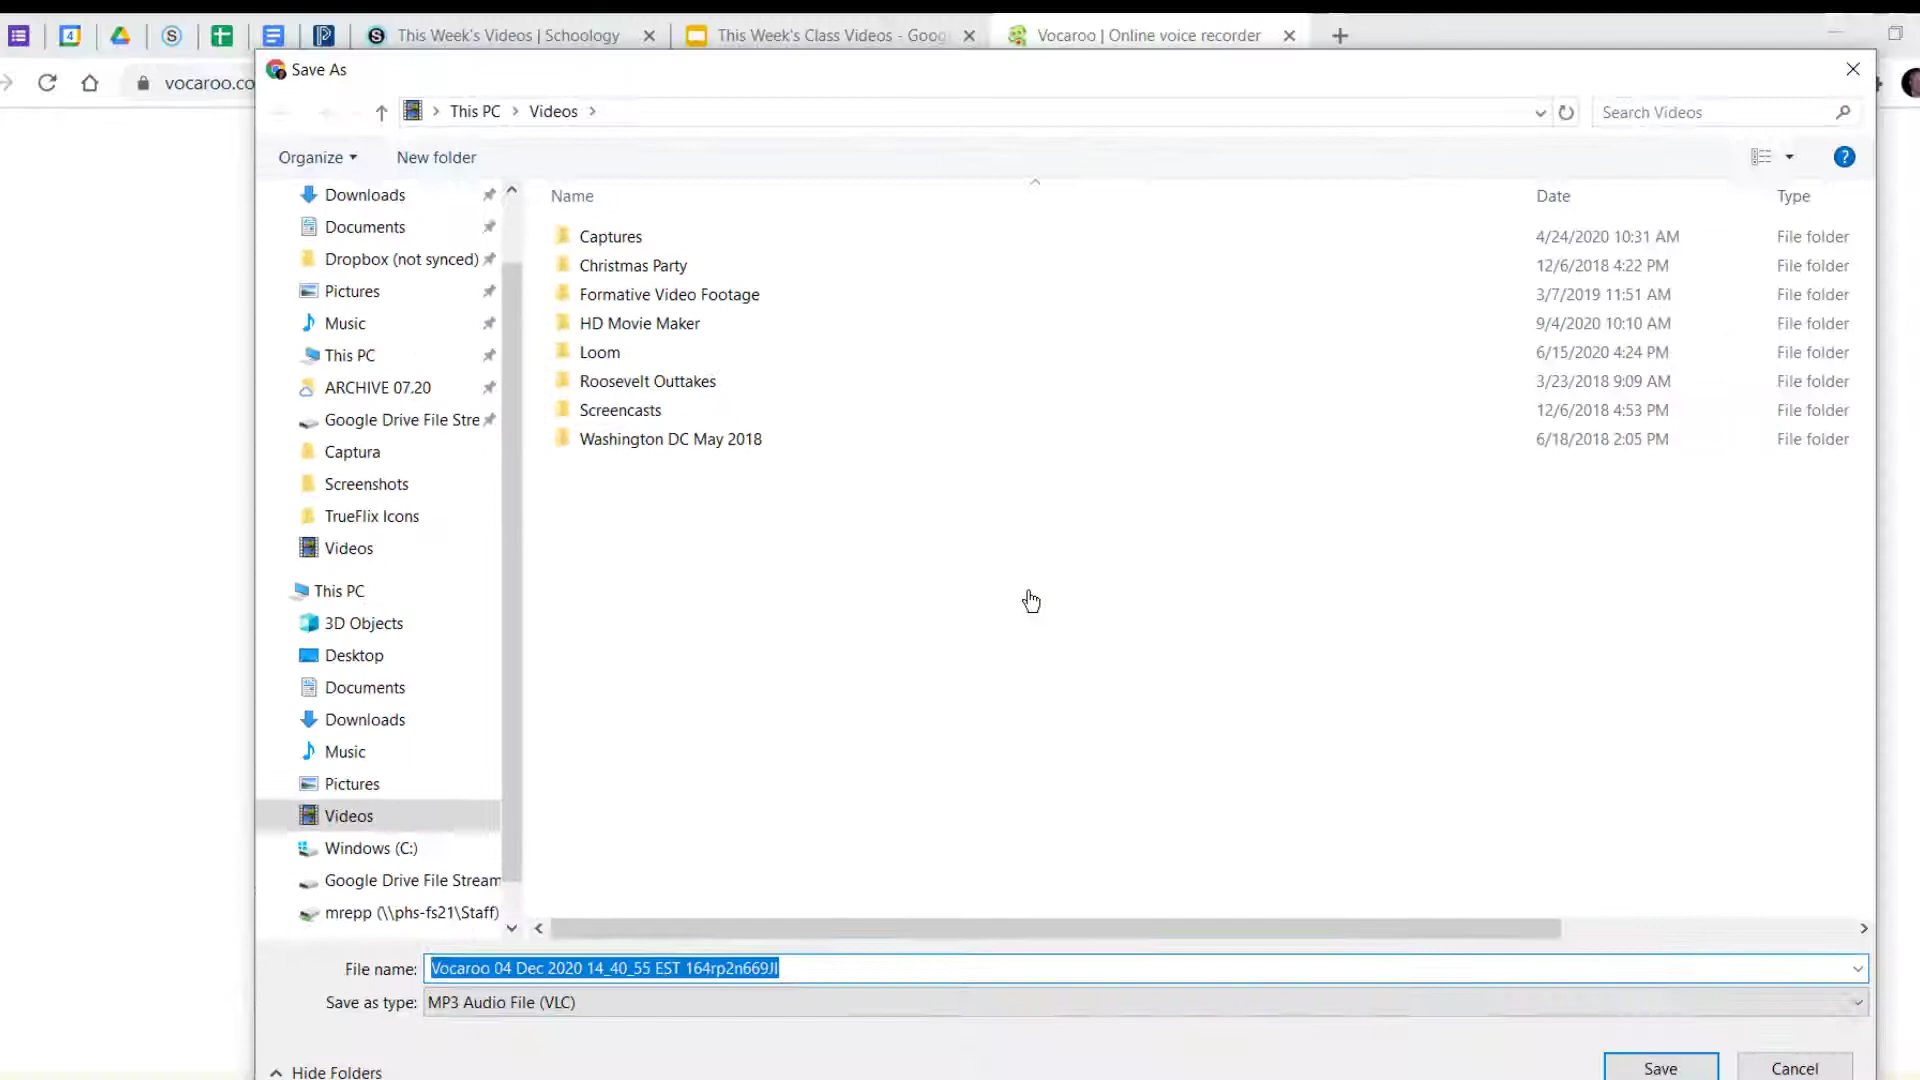 4
S
P
S
This Week's Videos | Schoology
This Week's Class Videos - Goog
Vocaroo | Online voice recorder
vocaroo.co
Save As
This PC
Videos
Search Videos
Organize
New folder
?
Name
Date
Type
Downloads
Documents
Dropbox (not synced)
Pictures
Music
This PC
ARCHIVE 07.20
Google Drive File Stre
Captura
Screenshots
TrueFlix Icons
Videos
This PC
3D Objects
Desktop
Documents
Downloads
Music
Pictures
Videos
Windows (C:)
Google Drive File Stream
mrepp (\\phs-fs21\Staff)
Captures 4/24/2020 10:31 AM File folder
Christmas Party 12/6/2018 4:22 PM File folder
Formative Video Footage 3/7/2019 11:51 AM File folder
HD Movie Maker 9/4/2020 10:10 AM File folder
Loom 6/15/2020 4:24 PM File folder
Roosevelt Outtakes 3/23/2018 9:09 AM File folder
Screencasts 12/6/2018 4:53 PM File folder
Washington DC May 2018 6/18/2018 2:05 PM File folder
File name: Vocaroo 04 Dec 2020 14_40_55 EST 164rp2n669JI
Save as type: MP3 Audio File (VLC)
Hide Folders
Save
Cancel